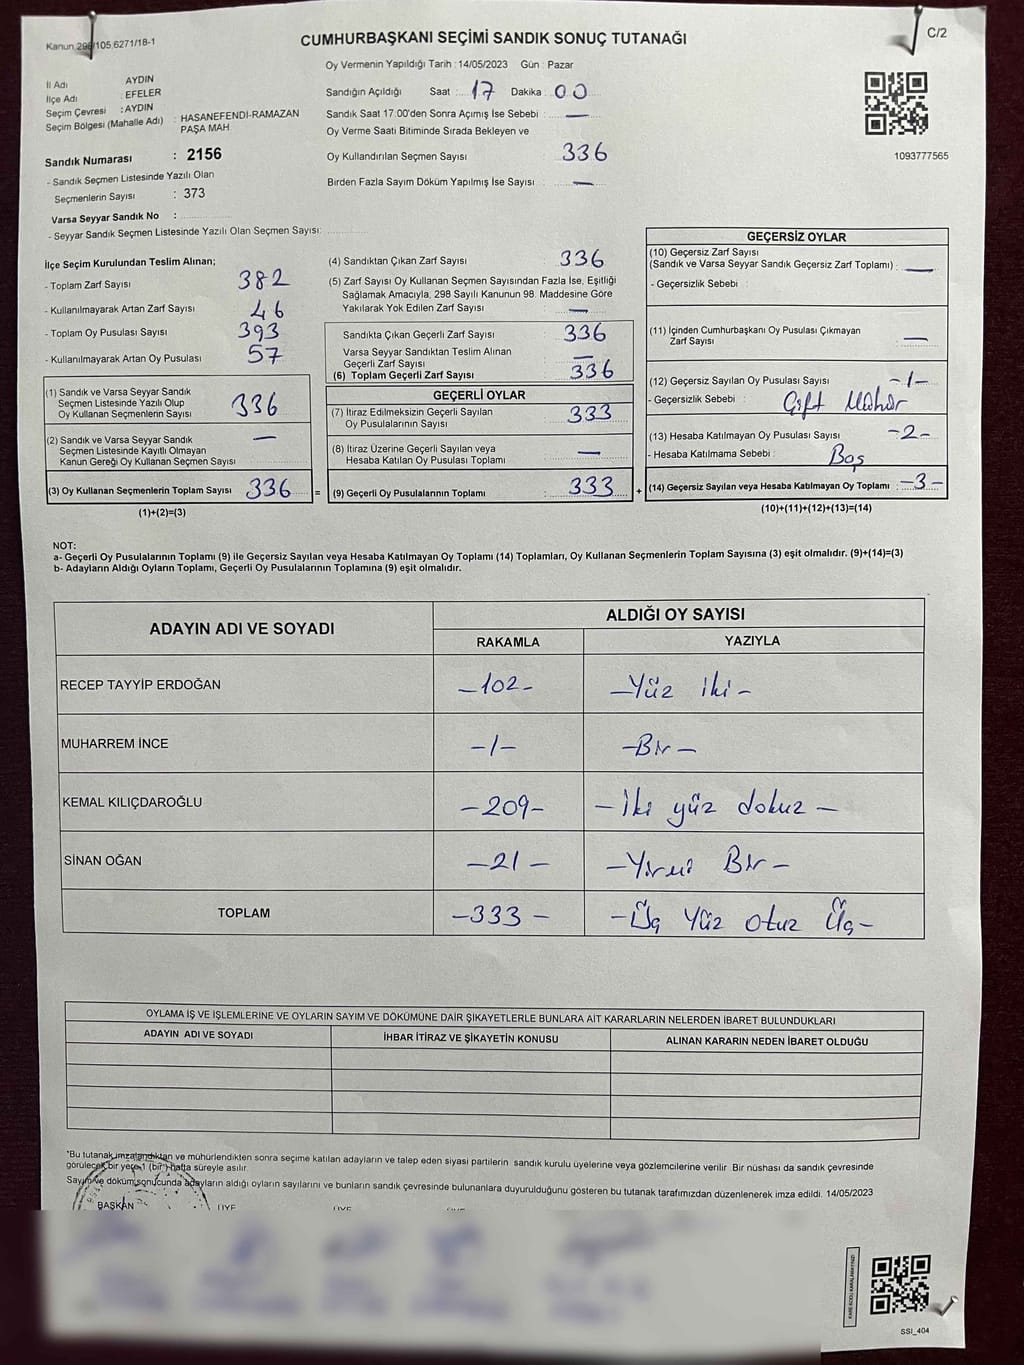 Kanun 298/105,6271/18-1
CUMHURBAŞKANI SEÇİMİ SANDIK SONUÇ TUTANAĞI
C/2
Oy Vermenin Yapıldığı Tarih : 14/05/2023 Gün : Pazar
İl Adı AYDIN
İlçe Adı : EFELER
Seçim Çevresi : AYDIN
Seçim Bölgesi (Mahalle Adı) : HASANEFENDİ-RAMAZAN PAŞA MAH
Sandık Numarası : 2156
- Sandık Seçmen Listesinde Yazılı Olan
Seçmenlerin Sayısı : 373
Varsa Seyyar Sandık No :
- Seyyar Sandık Seçmen Listesinde Yazılı Olan Seçmen Sayısı:
Sandığın Açıldığı Saat : 17 Dakika : 00
Sandık Saat 17.00'den Sonra Açımış İse Sebebi : —
Oy Verme Saati Bitiminde Sırada Bekleyen ve
Oy Kullandırılan Seçmen Sayısı 336
Birden Fazla Sayım Döküm Yapılmış İse Sayısı : —
1093777565
İlçe Seçim Kurulundan Teslim Alınan;
- Toplam Zarf Sayısı 382
- Kullanılmayarak Artan Zarf Sayısı 46
- Toplam Oy Pusulası Sayısı 393
- Kullanılmayarak Artan Oy Pusulası 57
(1) Sandık ve Varsa Seyyar Sandık
Seçmen Listesinde Yazılı Olup
Oy Kullanan Seçmenlerin Sayısı 336
(2) Sandık ve Varsa Seyyar Sandık —
Seçmen Listesinde Kayıtlı Olmayan
Kanun Gereği Oy Kullanan Seçmen Sayısı
(3) Oy Kullanan Seçmenlerin Toplam Sayısı 336 =
(1)+(2)=(3)
(4) Sandıktan Çıkan Zarf Sayısı 336
(5) Zarf Sayısı Oy Kullanan Seçmen Sayısından Fazla İse, Eşitliği
Sağlamak Amacıyla, 298 Sayılı Kanunun 98. Maddesine Göre
Yakılarak Yok Edilen Zarf Sayısı —
Sandıkta Çıkan Geçerli Zarf Sayısı 336
Varsa Seyyar Sandıktan Teslim Alınan
Geçerli Zarf Sayısı —
(6) Toplam Geçerli Zarf Sayısı 336
GEÇERLİ OYLAR
(7) İtiraz Edilmeksizin Geçerli Sayılan
Oy Pusulasının Sayısı 333
(8) İtiraz Üzerine Geçerli Sayılan veya
Hesaba Katılan Oy Pusulası Toplamı —
(9) Geçerli Oy Pusulalarının Toplamı : 333 +
GEÇERSİZ OYLAR
(10) Geçersiz Zarf Sayısı
(Sandık ve Varsa Seyyar Sandık Geçersiz Zarf Toplamı) : —
- Geçersizlik Sebebi :
(11) İçinden Cumhurbaşkanı Oy Pusulası Çıkmayan
Zarf Sayısı —
(12) Geçersiz Sayılan Oy Pusulası Sayısı -1-
- Geçersizlik Sebebi : Çift Mühür
(13) Hesaba Katılmayan Oy Pusulası Sayısı -2-
- Hesaba Katılmama Sebebi : Boş
(14) Geçersiz Sayılan veya Hesaba Katılmayan Oy Toplamı : -3-
(10)+(11)+(12)+(13)=(14)
NOT:
a- Geçerli Oy Pusulalarının Toplamı (9) ile Geçersiz Sayılan veya Hesaba Katılmayan Oy Toplamı (14) Toplamları, Oy Kullanan Seçmenlerin Toplam Sayısına (3) eşit olmalıdır. (9)+(14)=(3)
b- Adayların Aldığı Oyların Toplamı, Geçerli Oy Pusulalarının Toplamına (9) eşit olmalıdır.
ADAYIN ADI VE SOYADI
ALDIĞI OY SAYISI
RAKAMLA YAZIYLA
RECEP TAYYİP ERDOĞAN -102- -Yüz iki-
MUHARREM İNCE -1- -Bir-
KEMAL KILIÇDAROĞLU -209- -İki yüz dokuz-
SİNAN OĞAN -21- -Yirmi Bir-
TOPLAM -333- -Üç Yüz otuz Üç-
OYLAMA İŞ VE İŞLEMLERİNE VE OYLARIN SAYIM VE DÖKÜMÜNE DAİR ŞİKAYETLERLE BUNLARA AİT KARARLARIN NELERDEN İBARET BULUNDUKLARI
ADAYIN ADI VE SOYADI İHBAR İTİRAZ VE ŞİKAYETİN KONUSU ALINAN KARARIN NEDEN İBARET OLDUĞU
*Bu tutanak imzalandıktan ve mühürlendikten sonra seçime katılan adayların ve talep eden siyasi partilerin sandık kurulu üyelerine veya gözlemcilerine verilir. Bir nüshası da sandık çevresinde
görülecek bir yere 1 (bir) hafta süreyle asılır.
Sayım ve döküm sonucunda adayların aldığı oyların sayılarını ve bunların sandık çevresinde bulunanlara duyurulduğunu gösteren bu tutanak tarafımızdan düzenlenerek imza edildi. 14/05/2023
BAŞKAN ÜYE ÜYE ÜYE
SSI_404